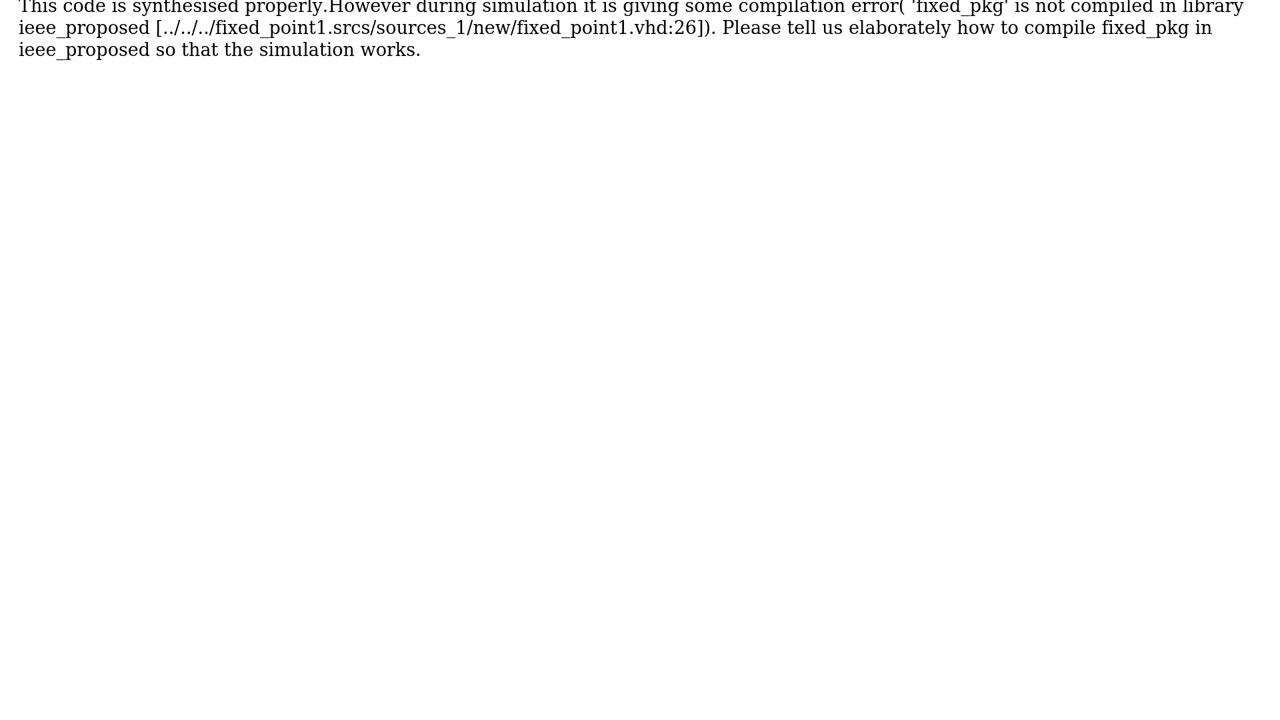 This code is synthesised properly.However during simulation it is giving some compilation error( 'fixed_pkg' is not compiled in library
ieee_proposed [../../../fixed_point1.srcs/sources_1/new/fixed_point1.vhd:26]). Please tell us elaborately how to compile fixed_pkg in
ieee_proposed so that the simulation works.